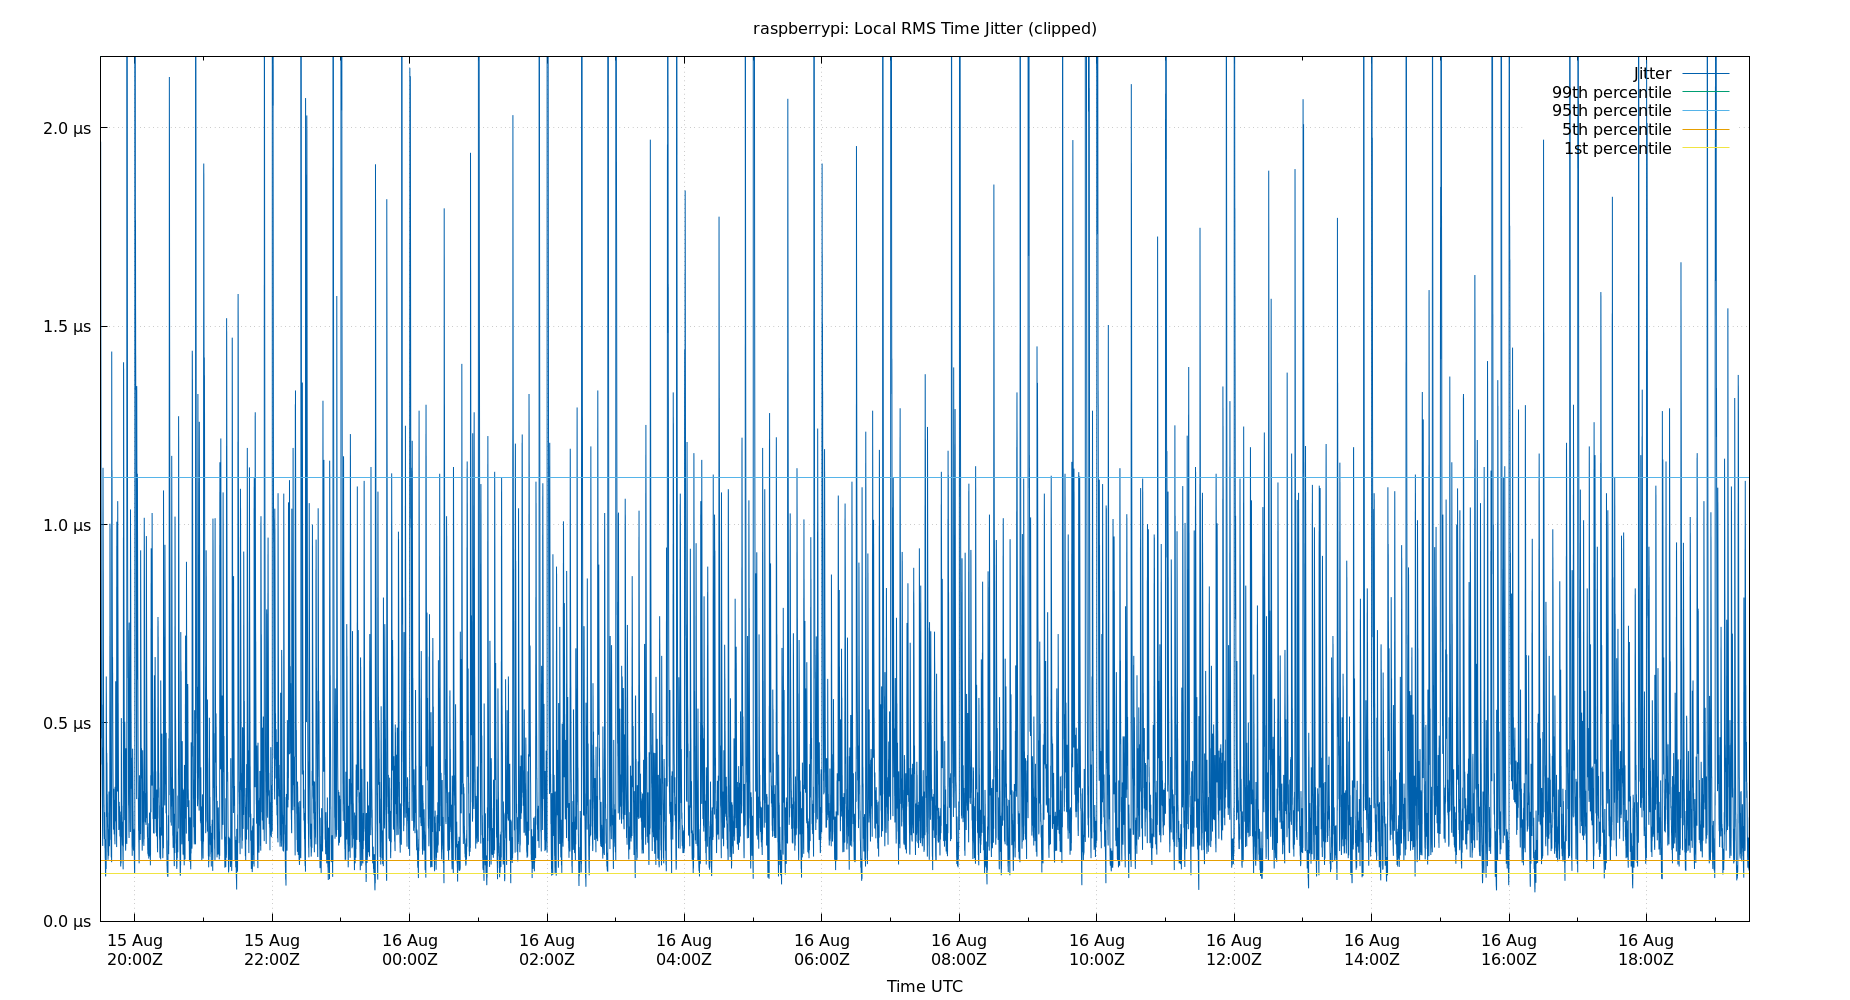 raspberrypi: Local RMS Time Jitter (clipped)
Jitter
99th percentile
95th percentile
5th percentile
1st percentile
2.0 µs
1.5 µs
1.0 µs
0.5 µs
0.0 µs
15 Aug 15 Aug 16 Aug 16 Aug 16 Aug 16 Aug 16 Aug 16 Aug 16 Aug 16 Aug 16 Aug 16 Aug
20:00Z 22:00Z 00:00Z 02:00Z 04:00Z 06:00Z 08:00Z 10:00Z 12:00Z 14:00Z 16:00Z 18:00Z
Time UTC